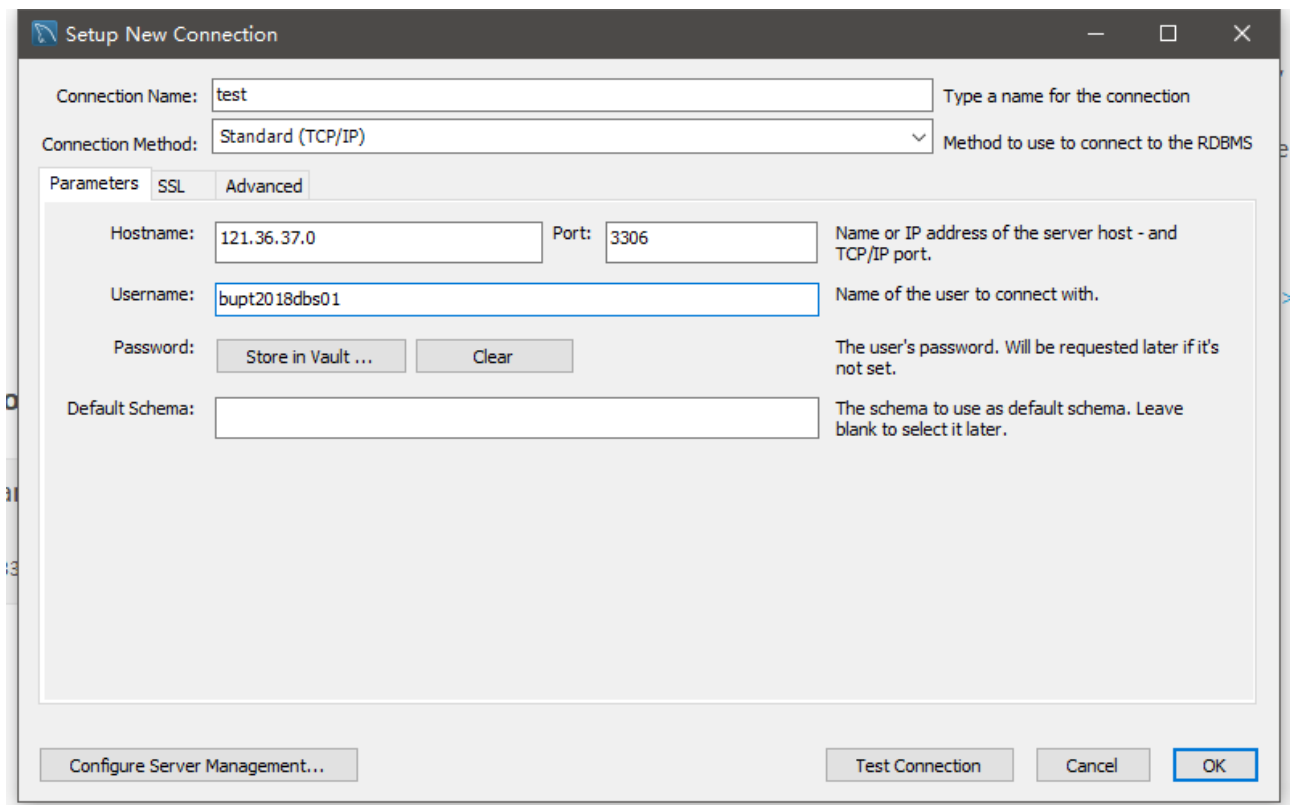 Setup New Connection
Connection Name: test Type a name for the connection
Connection Method: Standard (TCP/IP) Method to use to connect to the RDBMS
Parameters SSL Advanced
Hostname: 121.36.37.0 Port: 3306 Name or IP address of the server host - and
TCP/IP port.
Username: bupt2018dbs01 Name of the user to connect with.
Password: Store in Vault ... Clear The user's password. Will be requested later if it's
not set.
Default Schema: The schema to use as default schema. Leave
blank to select it later.
Configure Server Management... Test Connection Cancel OK